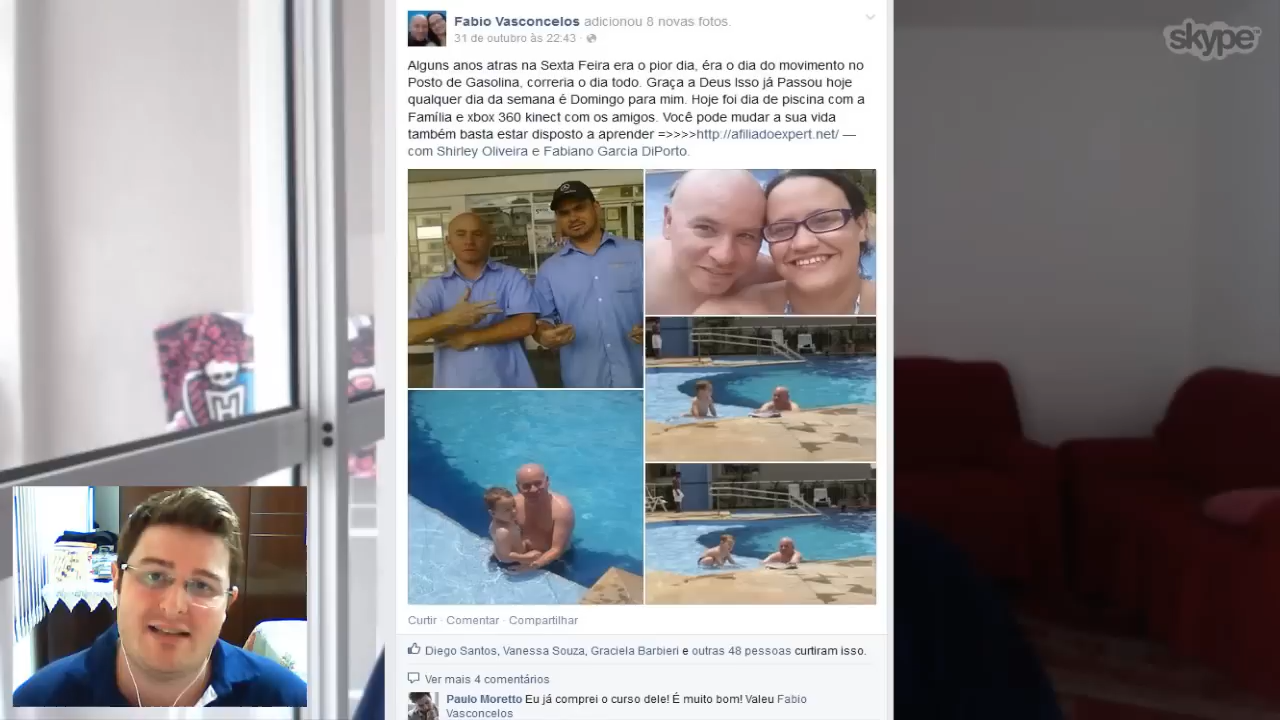 Fabio Vasconcelos adicionou 8 novas fotos.
31 de outubro às 22:43 ·
skype
Alguns anos atras na Sexta Feira era o pior dia, éra o dia do movimento no
Posto de Gasolina, correria o dia todo. Graça a Deus Isso já Passou hoje
qualquer dia da semana é Domingo para mim. Hoje foi dia de piscina com a
Família e xbox 360 kinect com os amigos. Você pode mudar a sua vida
também basta estar disposto a aprender =>>>>http://afiliadoexpert.net/ —
com Shirley Oliveira e Fabiano Garcia DiPorto.
H
Curtir · Comentar · Compartilhar
Diego Santos, Vanessa Souza, Graciela Barbieri e outras 48 pessoas curtiram isso.
Ver mais 4 comentários
Paulo Moretto Eu já comprei o curso dele! É muito bom! Valeu Fabio
Vasconcelos